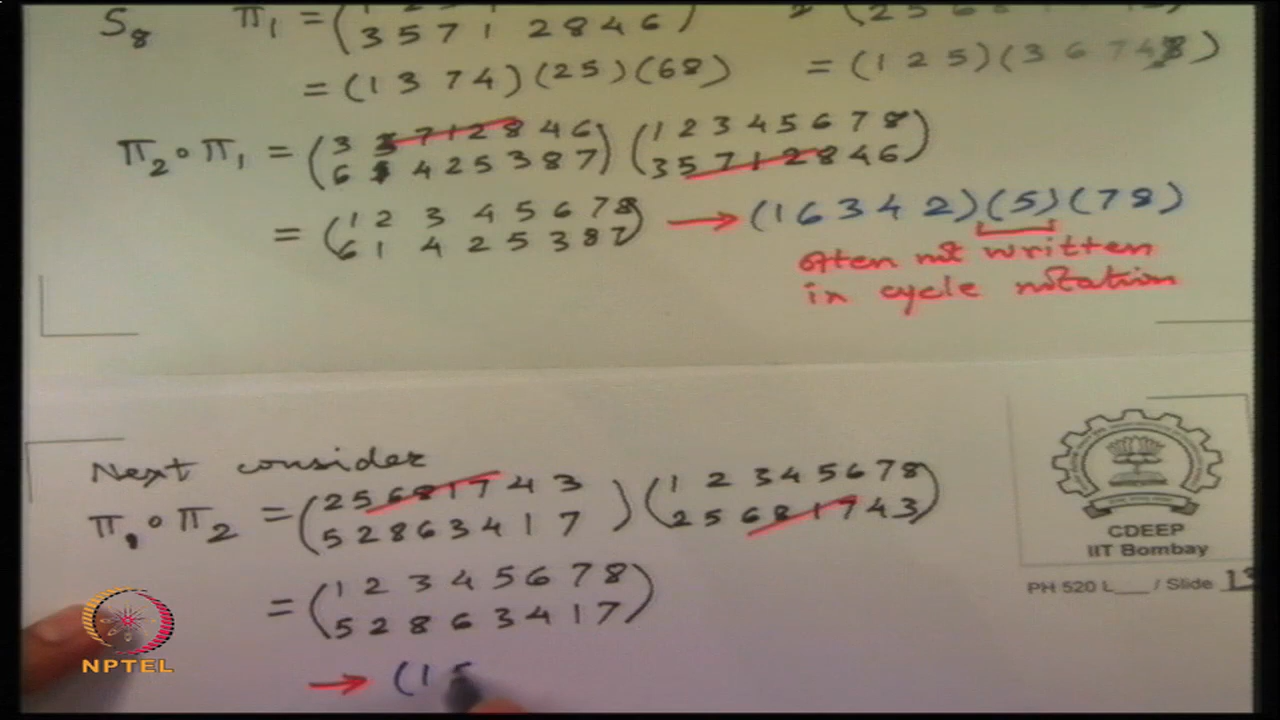 S₈ π₁ = (3 5 7 1 2 8 4 6) 2 (2 5 6 8
= (1 3 7 4)(2 5)(6 8) = (1 2 5)(3 6 7 4 8)
π₂∘π₁ = (3 5 7 1 2 8 4 6) (1 2 3 4 5 6 7 8)
(6 1 4 2 5 3 8 7) (3 5 7 1 2 8 4 6)
= (1 2 3 4 5 6 7 8) → (1 6 3 4 2)(5)(7 8)
(6 1 4 2 5 3 8 7)
often not written
in cycle notation
Next consider
π₁∘π₂ = (2 5 6 8 1 7 4 3) (1 2 3 4 5 6 7 8)
(5 2 8 6 3 4 1 7) (2 5 6 8 1 7 4 3)
= (1 2 3 4 5 6 7 8)
(5 2 8 6 3 4 1 7)
→ (1 5
CDEEP
IIT Bombay
PH 520 L___ / Slide 13
NPTEL